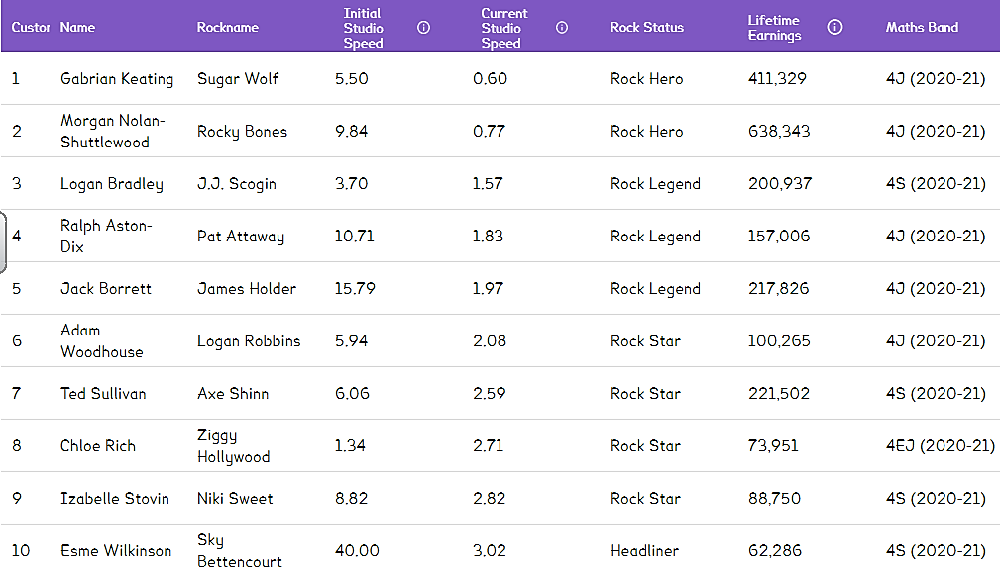 Custor Name Rockname Initial Studio Speed Current Studio Speed Rock Status Lifetime Earnings Maths Band
1 Gabrian Keating Sugar Wolf 5.50 0.60 Rock Hero 411,329 4J (2020-21)
2 Morgan Nolan-Shuttlewood Rocky Bones 9.84 0.77 Rock Hero 638,343 4J (2020-21)
3 Logan Bradley J.J. Scogin 3.70 1.57 Rock Legend 200,937 4S (2020-21)
4 Ralph Aston-Dix Pat Attaway 10.71 1.83 Rock Legend 157,006 4J (2020-21)
5 Jack Borrett James Holder 15.79 1.97 Rock Legend 217,826 4J (2020-21)
6 Adam Woodhouse Logan Robbins 5.94 2.08 Rock Star 100,265 4J (2020-21)
7 Ted Sullivan Axe Shinn 6.06 2.59 Rock Star 221,502 4S (2020-21)
8 Chloe Rich Ziggy Hollywood 1.34 2.71 Rock Star 73,951 4EJ (2020-21)
9 Izabelle Stovin Niki Sweet 8.82 2.82 Rock Star 88,750 4S (2020-21)
10 Esme Wilkinson Sky Bettencourt 40.00 3.02 Headliner 62,286 4S (2020-21)